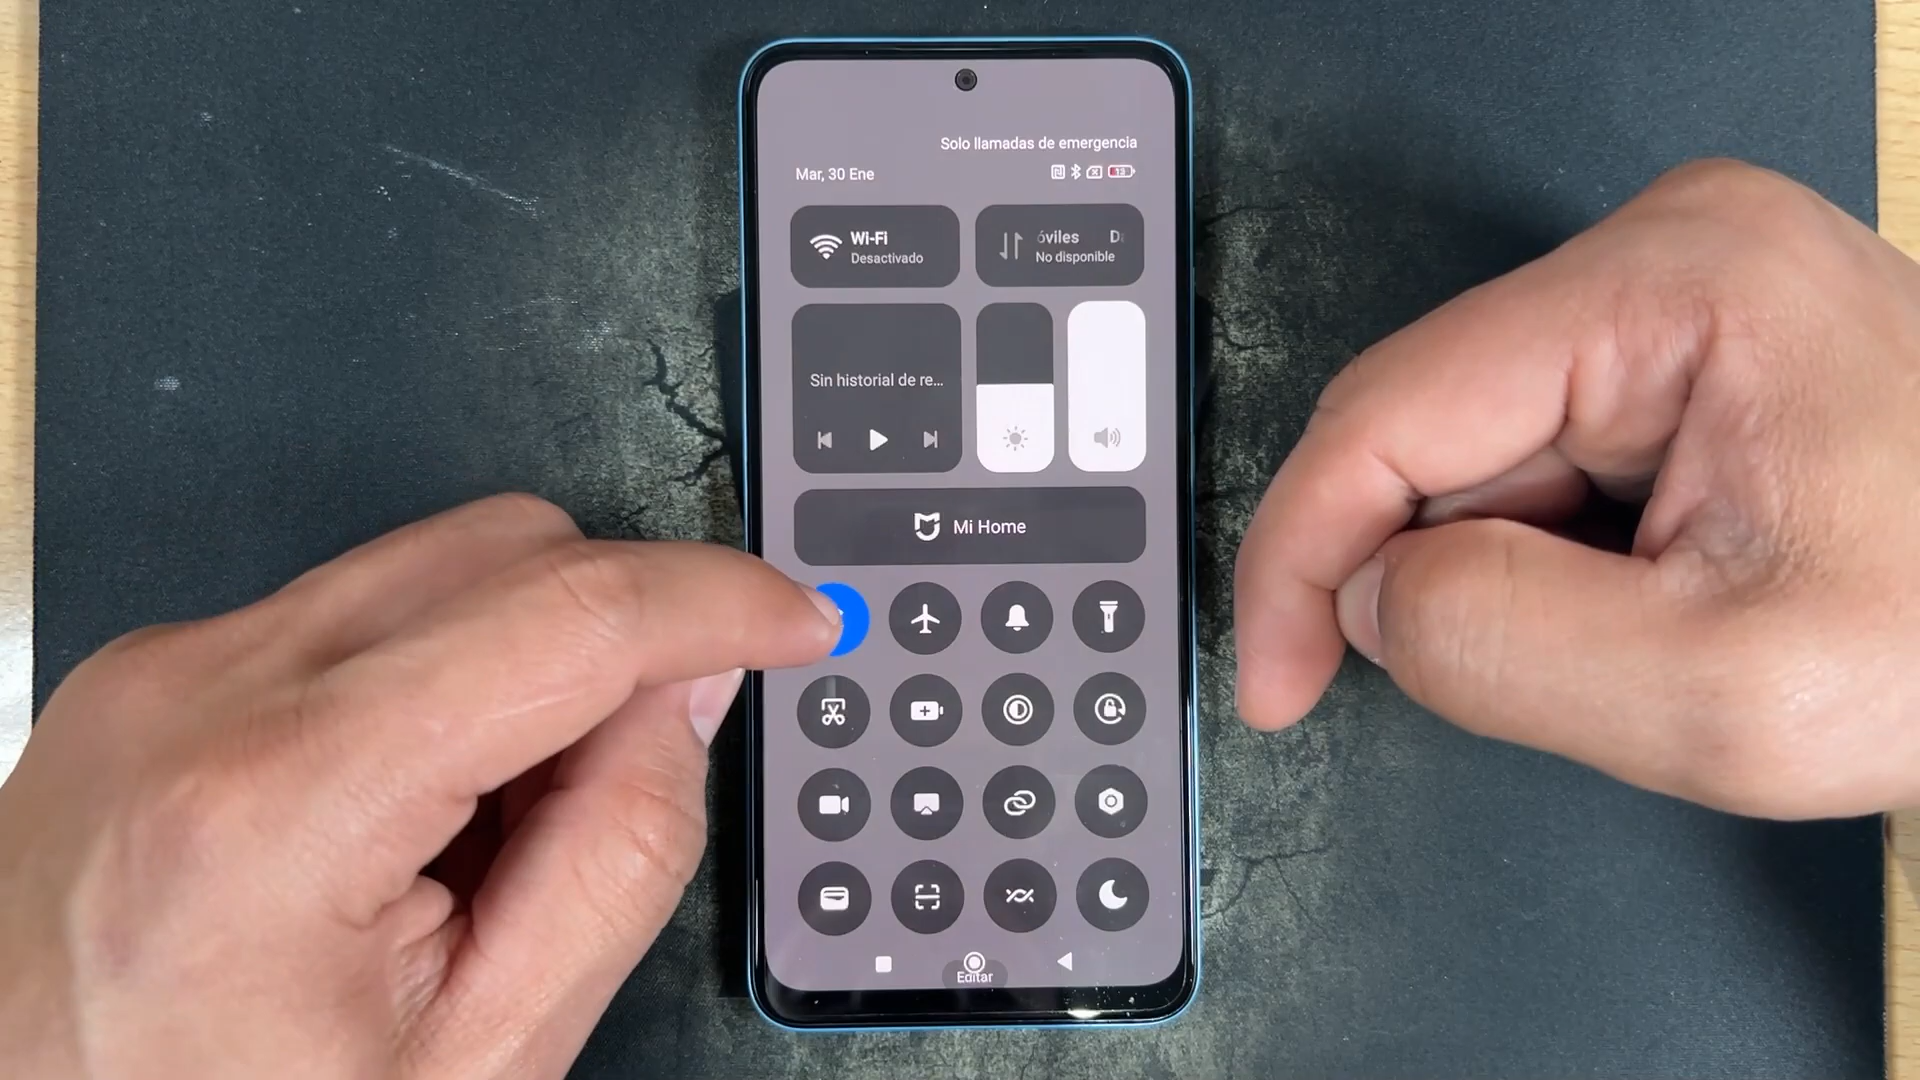 Solo llamadas de emergencia
Mar, 30 Ene
13
Wi-Fi
Desactivado
óviles D
No disponible
Sin historial de re...
Mi Home
Editar